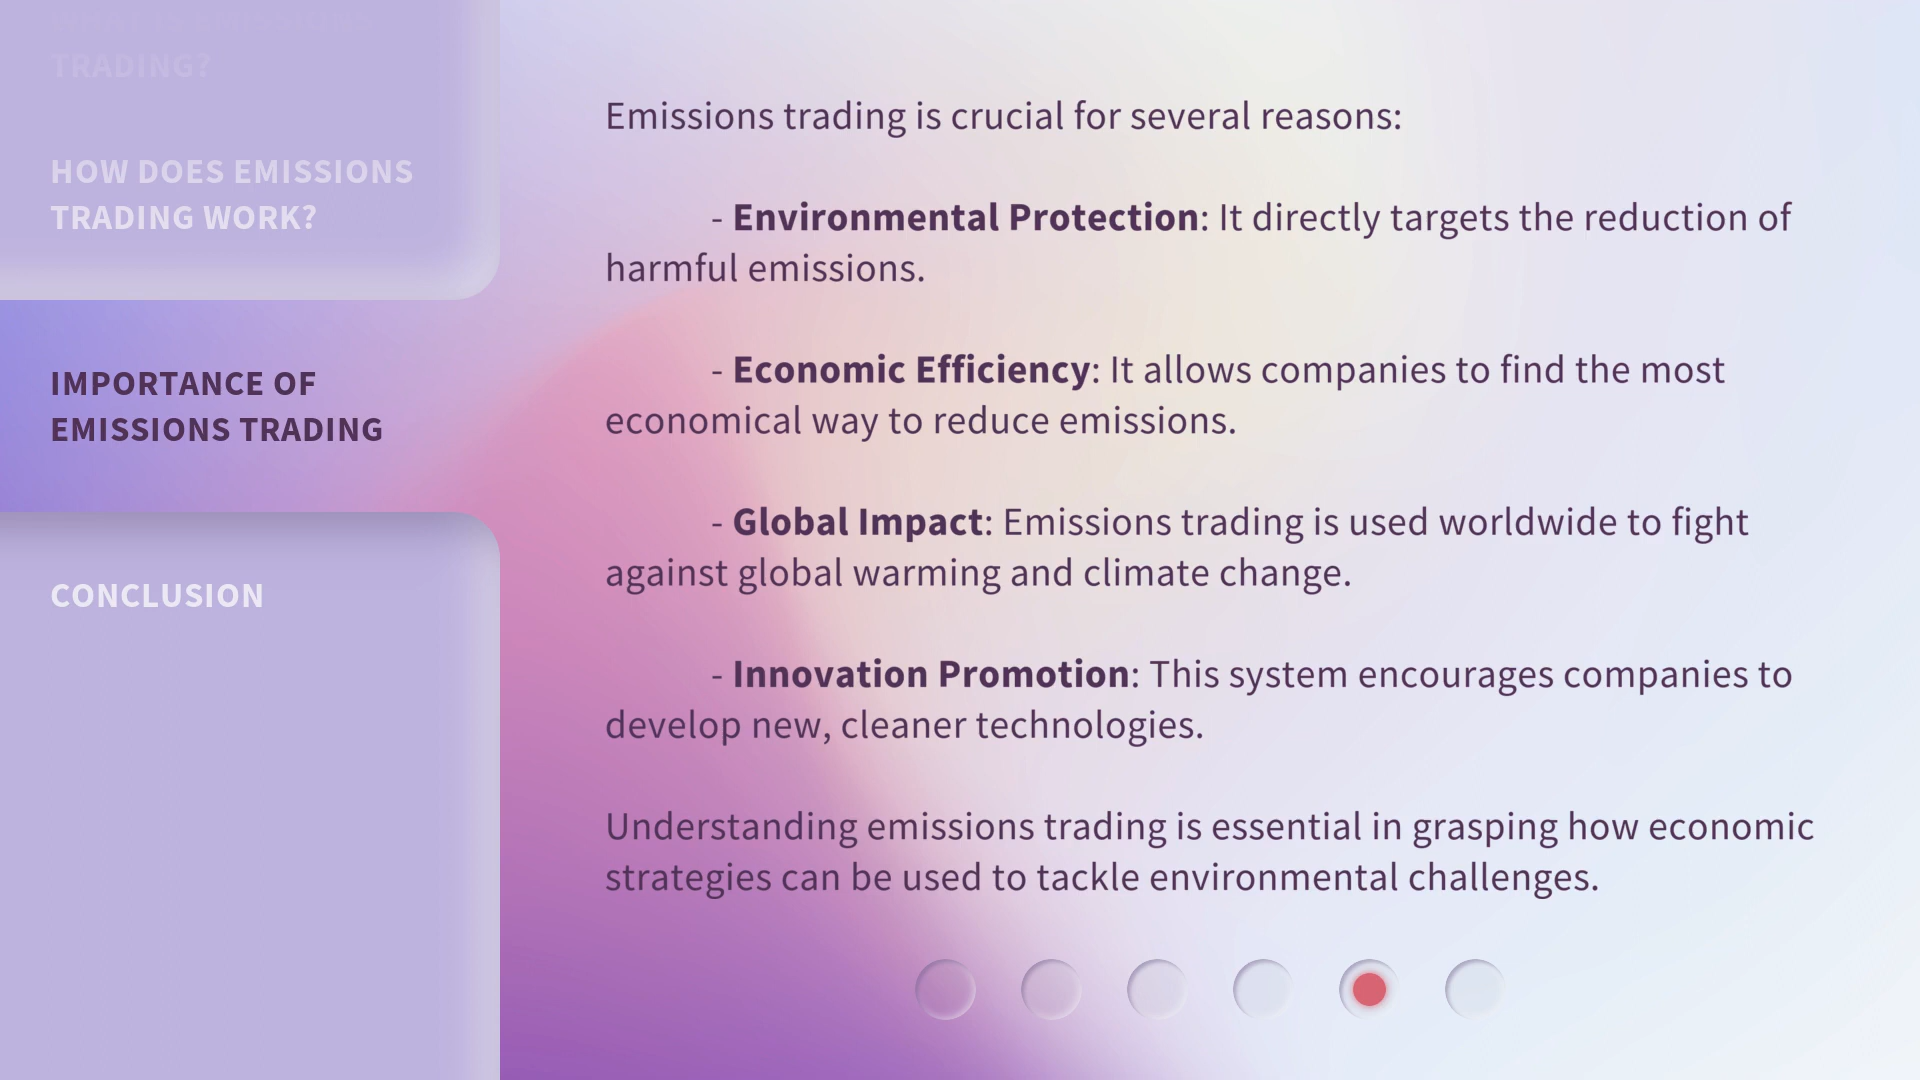 TRADING?
HOW DOES EMISSIONS
TRADING WORK?
IMPORTANCE OF
EMISSIONS TRADING
CONCLUSION
Emissions trading is crucial for several reasons:
- Environmental Protection: It directly targets the reduction of
harmful emissions.
- Economic Efficiency: It allows companies to find the most
economical way to reduce emissions.
- Global Impact: Emissions trading is used worldwide to fight
against global warming and climate change.
- Innovation Promotion: This system encourages companies to
develop new, cleaner technologies.
Understanding emissions trading is essential in grasping how economic
strategies can be used to tackle environmental challenges.